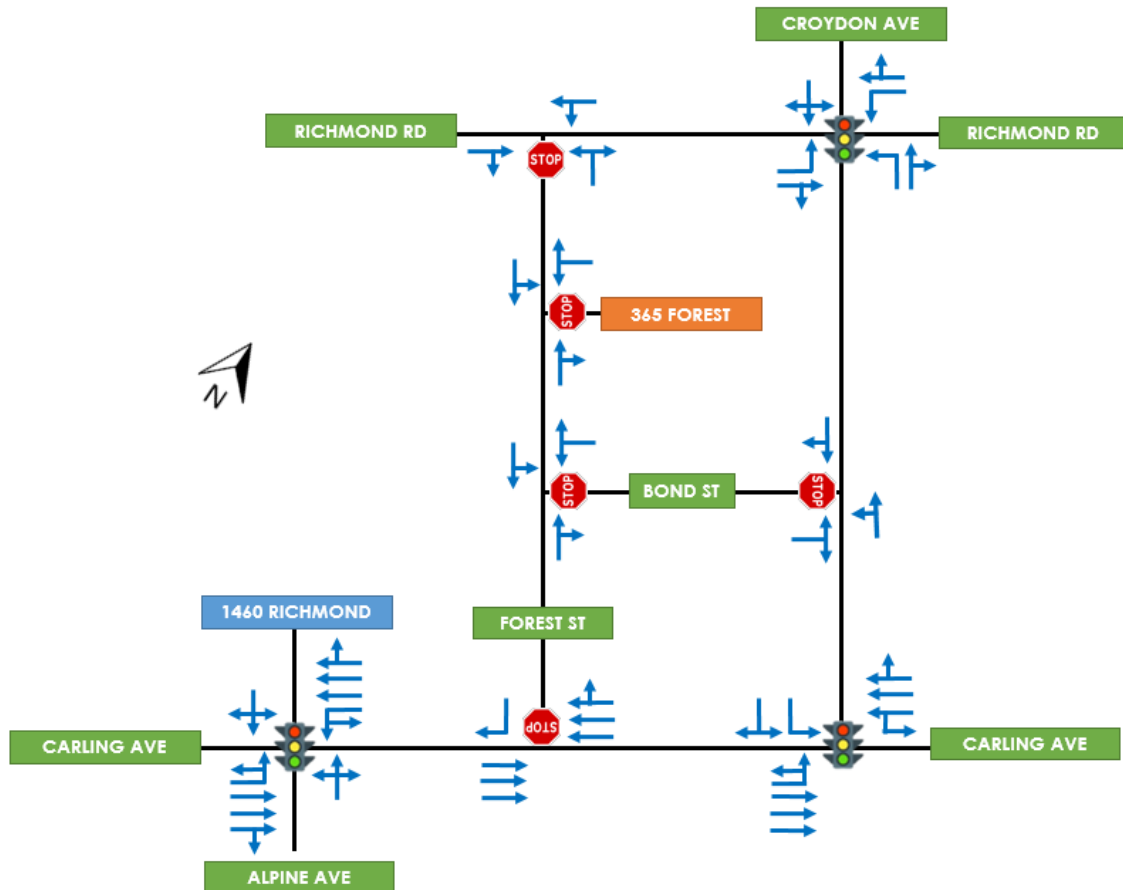 CROYDON AVE
RICHMOND RD
STOP
RICHMOND RD
STOP
365 FOREST
N
STOP
BOND ST
STOP
1460 RICHMOND
FOREST ST
STOP
CARLING AVE
CARLING AVE
ALPINE AVE